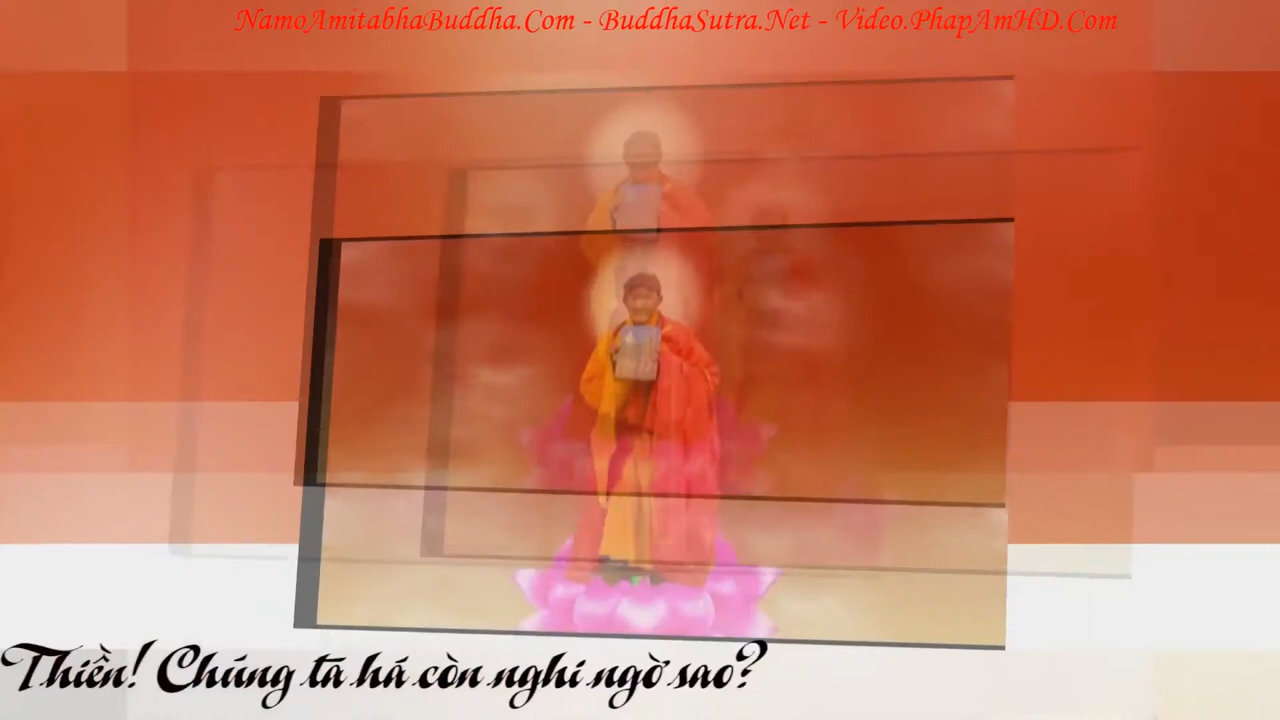 NamoAmitabhaBuddha.Com - BuddhaSutra.Net - Video.PhapAmHD.Com
Thiền! Chúng ta há còn nghi ngờ sao?